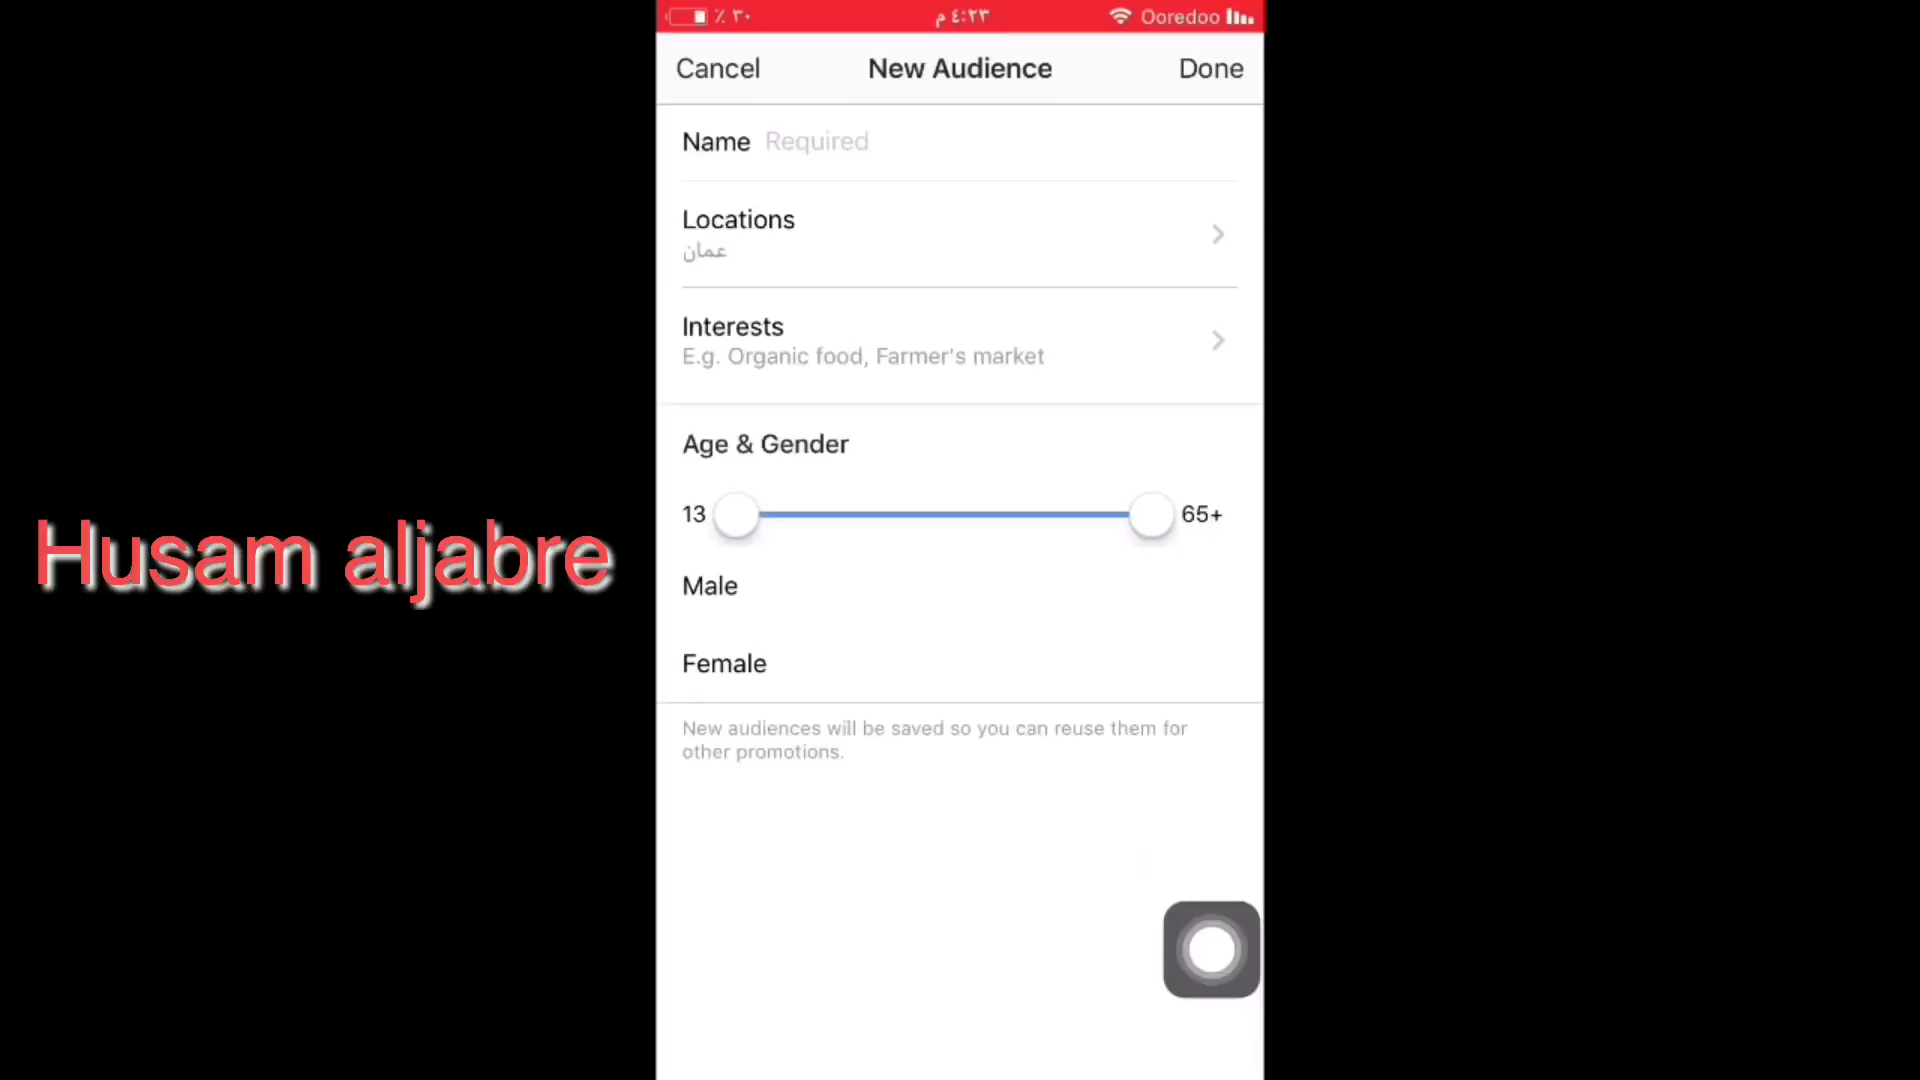 ٪ ٣٠
٤:٢٣ م
Ooredoo
Cancel
New Audience
Done
Name Required
Locations
عمان
Interests
E.g. Organic food, Farmer's market
Age & Gender
13
65+
Husam aljabre
Male
Female
New audiences will be saved so you can reuse them for
other promotions.